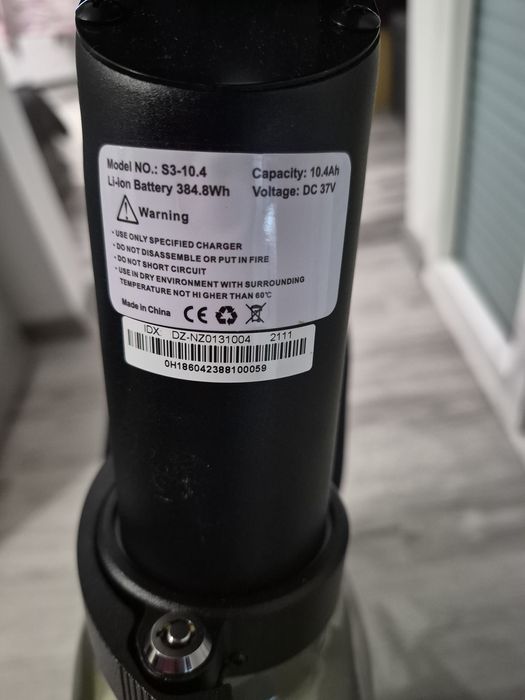 Model NO.: S3-10.4 Capacity: 10.4Ah
Li-ion Battery 384.8Wh Voltage: DC 37V
Warning
· USE ONLY SPECIFIED CHARGER
· DO NOT DISASSEMBLE OR PUT IN FIRE
· DO NOT SHORT CIRCUIT
· USE IN DRY ENVIRONMENT WITH SURROUNDING
TEMPERATURE NOT HI GHER THAN 60℃
Made in China CE
IDX: DZ-NZ0131004 2111
0H186042388100059